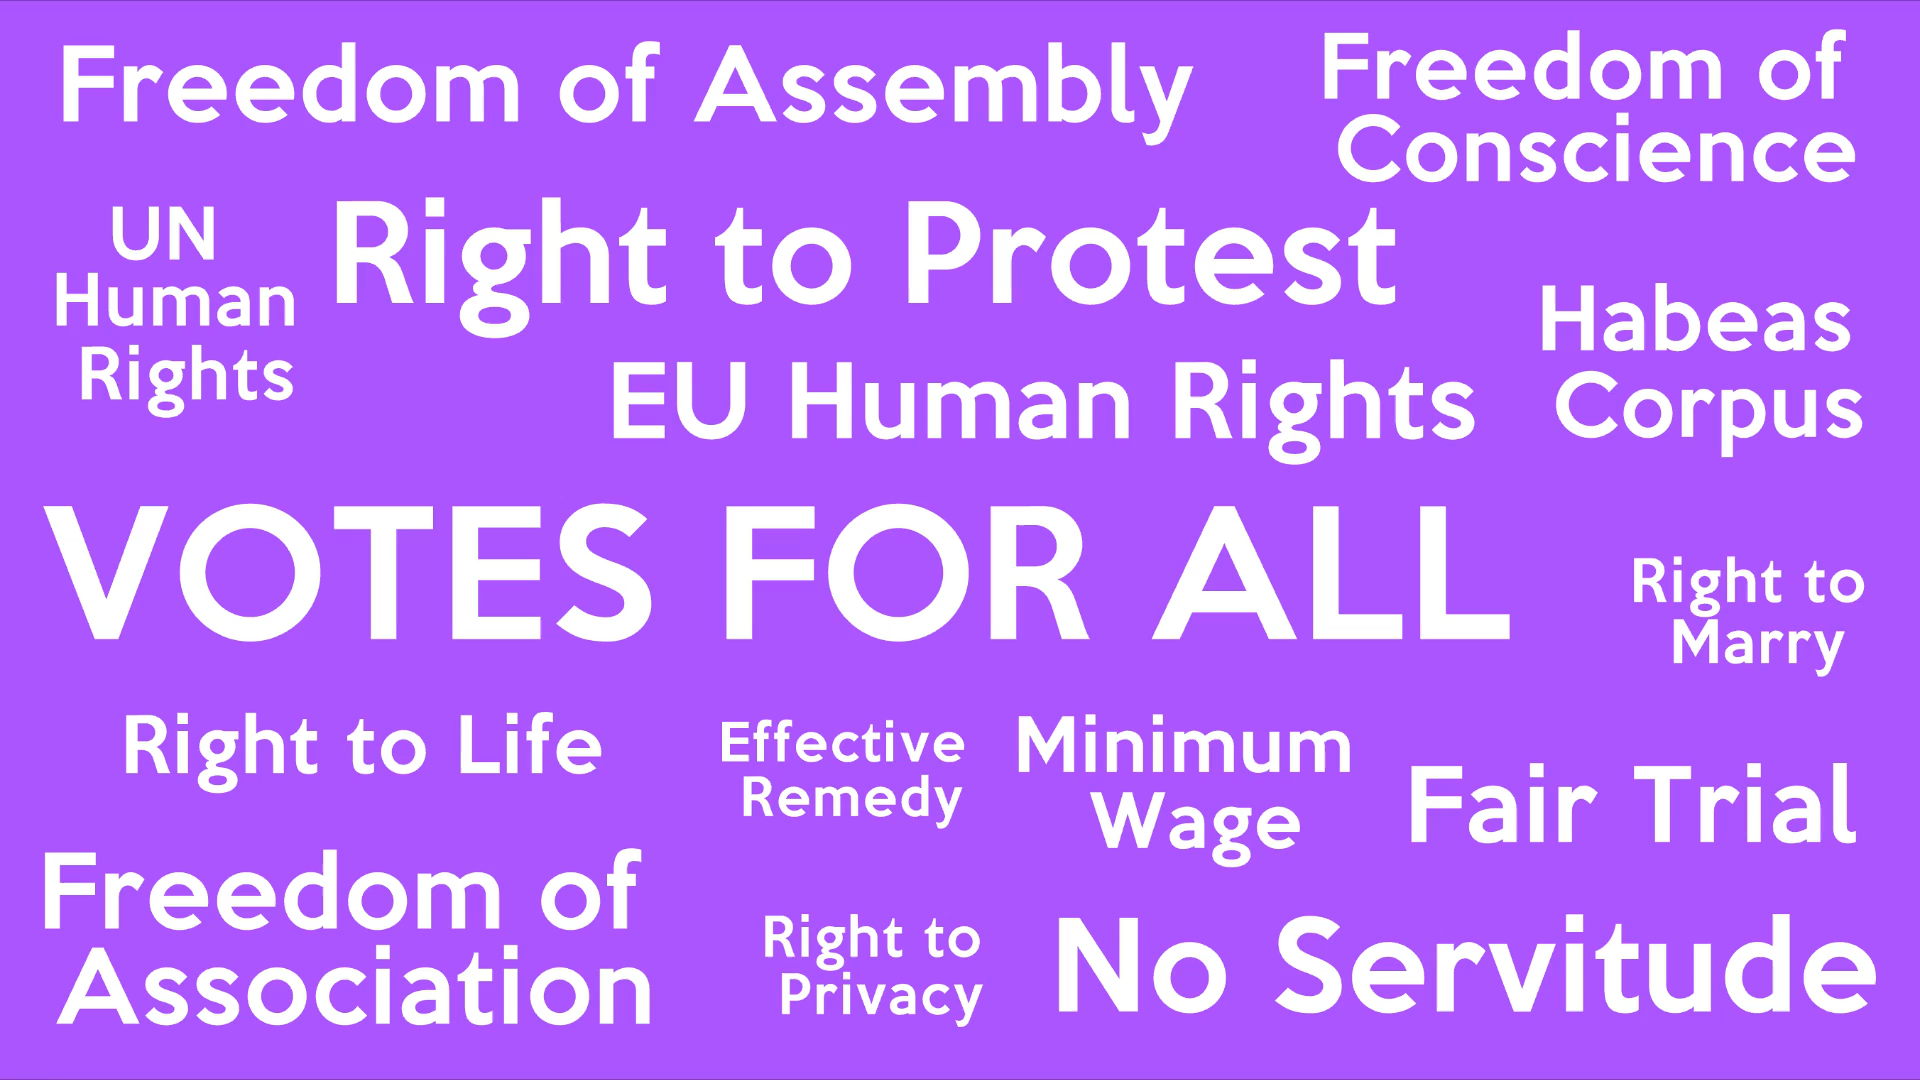 Freedom of Assembly
Freedom of
Conscience
UN
Human
Rights
Right to Protest
EU Human Rights
Habeas
Corpus
VOTES FOR ALL
Right to
Marry
Right to Life
Effective
Remedy
Minimum
Wage
Fair Trial
Freedom of
Association
Right to
Privacy
No Servitude